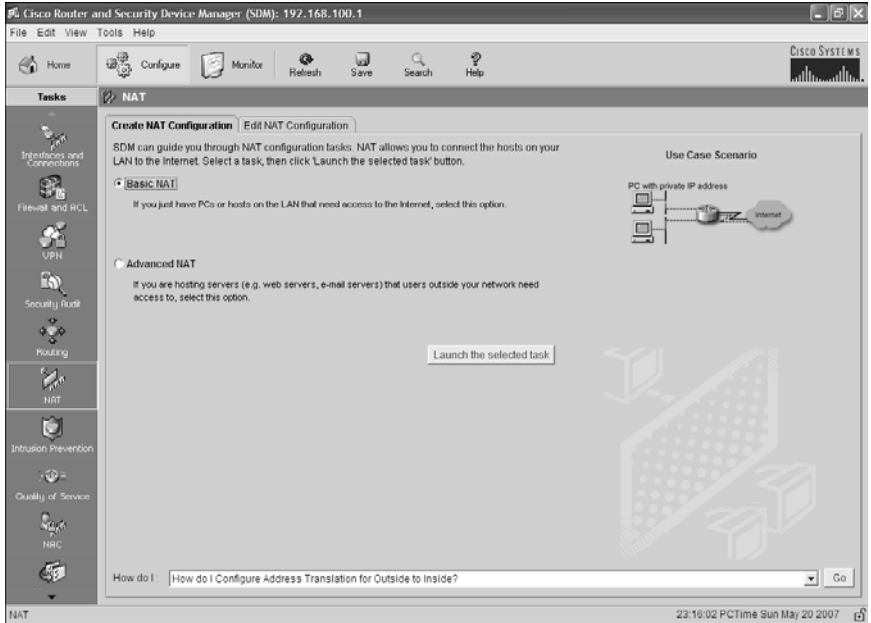 Cisco Router and Security Device Manager (SDM): 192.168.100.1
File Edit View Tools Help
Home
Configure
Monitor
Refresh
Save
Search
Help
CISCO SYSTEMS
Tasks
NAT
Interfaces and
Connections
Firewall and ACL
VPN
Security Audit
Routing
NAT
Intrusion Prevention
Quality of Service
NAC
Create NAT Configuration
Edit NAT Configuration
SDM can guide you through NAT configuration tasks. NAT allows you to connect the hosts on your
LAN to the Internet. Select a task, then click 'Launch the selected task' button.
Basic NAT
If you just have PCs or hosts on the LAN that need access to the Internet, select this option.
Advanced NAT
If you are hosting servers (e.g. web servers, e-mail servers) that users outside your network need
access to, select this option.
Launch the selected task
Use Case Scenario
PC with private IP address
Internet
How do I: How do I Configure Address Translation for Outside to Inside?
Go
NAT
23:16:02 PCTime Sun May 20 2007